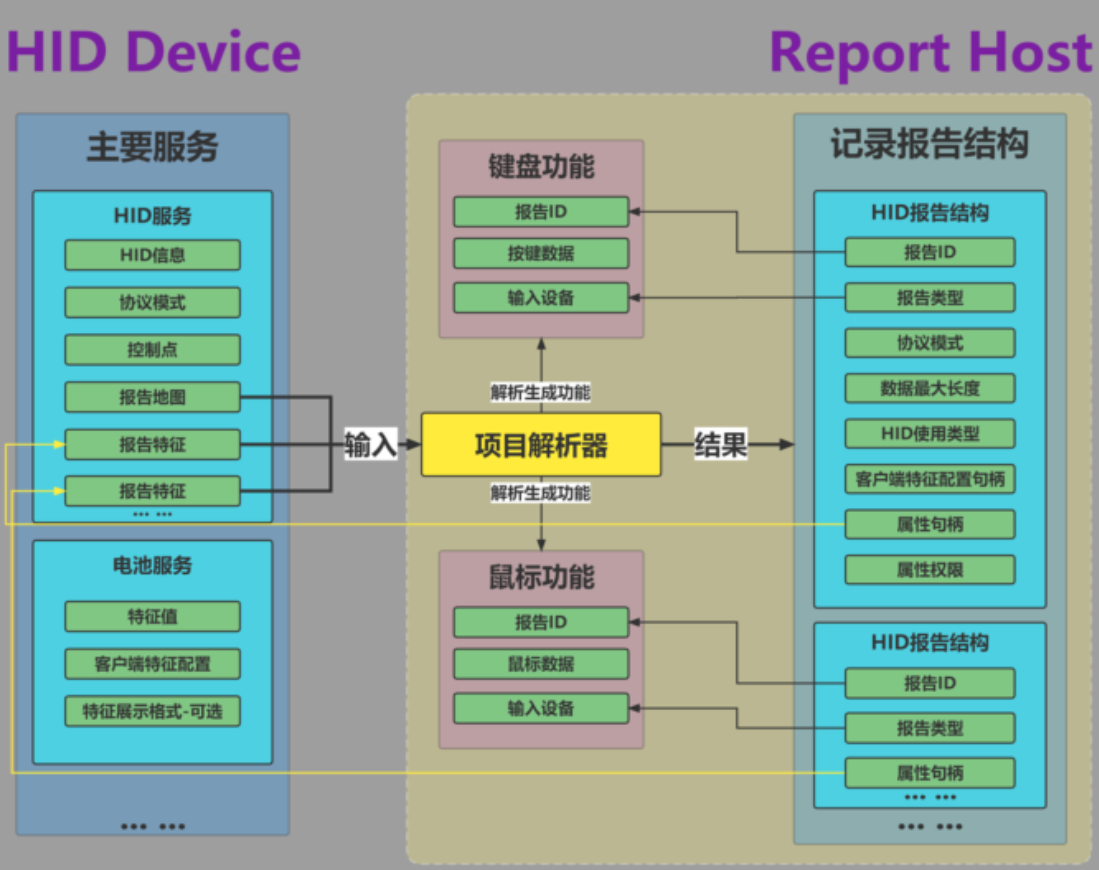 HID Device
Report Host
主要服务
HID服务
HID信息
协议模式
控制点
报告地图
报告特征
报告特征
... ...
电池服务
特征值
客户端特征配置
特征展示格式-可选
... ...
输入
键盘功能
报告ID
按键数据
输入设备
解析生成功能
项目解析器
解析生成功能
鼠标功能
报告ID
鼠标数据
输入设备
结果
记录报告结构
HID报告结构
报告ID
报告类型
协议模式
数据最大长度
HID使用类型
客户端特征配置句柄
属性句柄
属性权限
HID报告结构
报告ID
报告类型
属性句柄
... ...
... ...